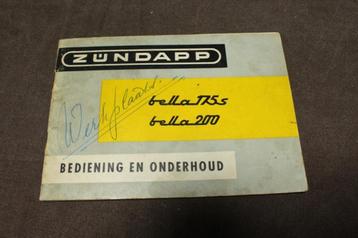 ZÜNDAPP
Werkplaats
bella 175s
bella 200
BEDIENING EN ONDERHOUD